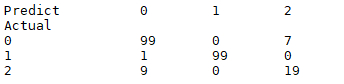 Predict 0 1 2
Actual
0 99 0 7
1 1 99 0
2 9 0 19